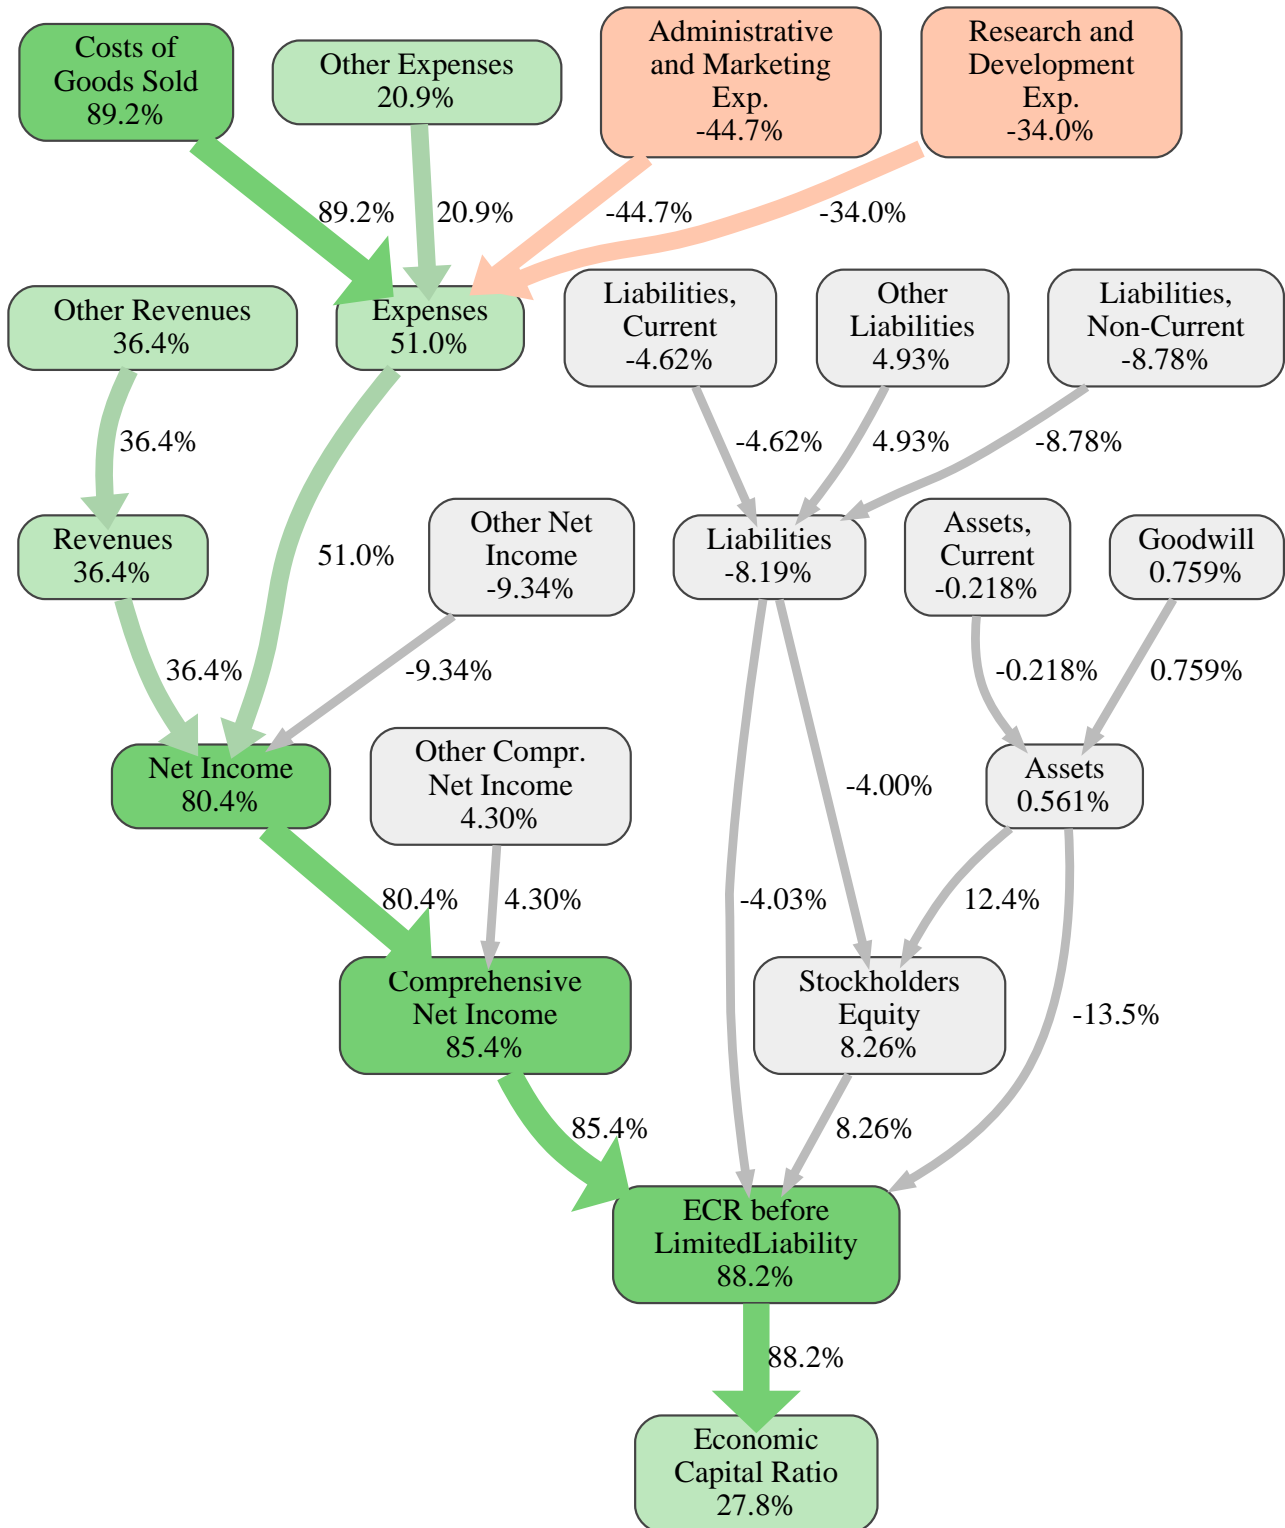 Costs of
Goods Sold
89.2%
Other Expenses
20.9%
Administrative
and Marketing
Exp.
-44.7%
Research and
Development
Exp.
-34.0%
89.2%
20.9%
-44.7%
-34.0%
Other Revenues
36.4%
Expenses
51.0%
Liabilities,
Current
-4.62%
Other
Liabilities
4.93%
Liabilities,
Non-Current
-8.78%
36.4%
-4.62%
4.93%
-8.78%
Revenues
36.4%
51.0%
Other Net
Income
-9.34%
Liabilities
-8.19%
Assets,
Current
-0.218%
Goodwill
0.759%
36.4%
-9.34%
-0.218%
0.759%
Net Income
80.4%
Other Compr.
Net Income
4.30%
-4.00%
Assets
0.561%
80.4%
4.30%
-4.03%
12.4%
Comprehensive
Net Income
85.4%
Stockholders
Equity
8.26%
-13.5%
85.4%
8.26%
ECR before
LimitedLiability
88.2%
88.2%
Economic
Capital Ratio
27.8%